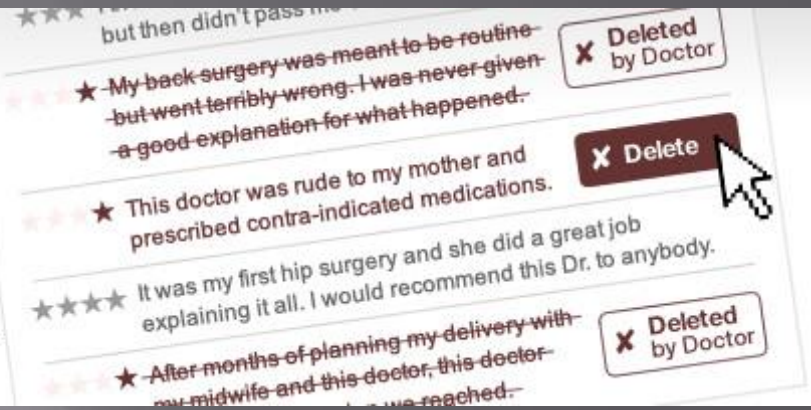 but then didn't pass
My back surgery was meant to be routine
but went terribly wrong. I was never given
a good explanation for what happened.
✘ Deleted
by Doctor
This doctor was rude to my mother and
prescribed contra-indicated medications.
✘ Delete
It was my first hip surgery and she did a great job
explaining it all. I would recommend this Dr. to anybody.
After months of planning my delivery with
my midwife and this doctor, this doctor
we reached.
✘ Deleted
by Doctor